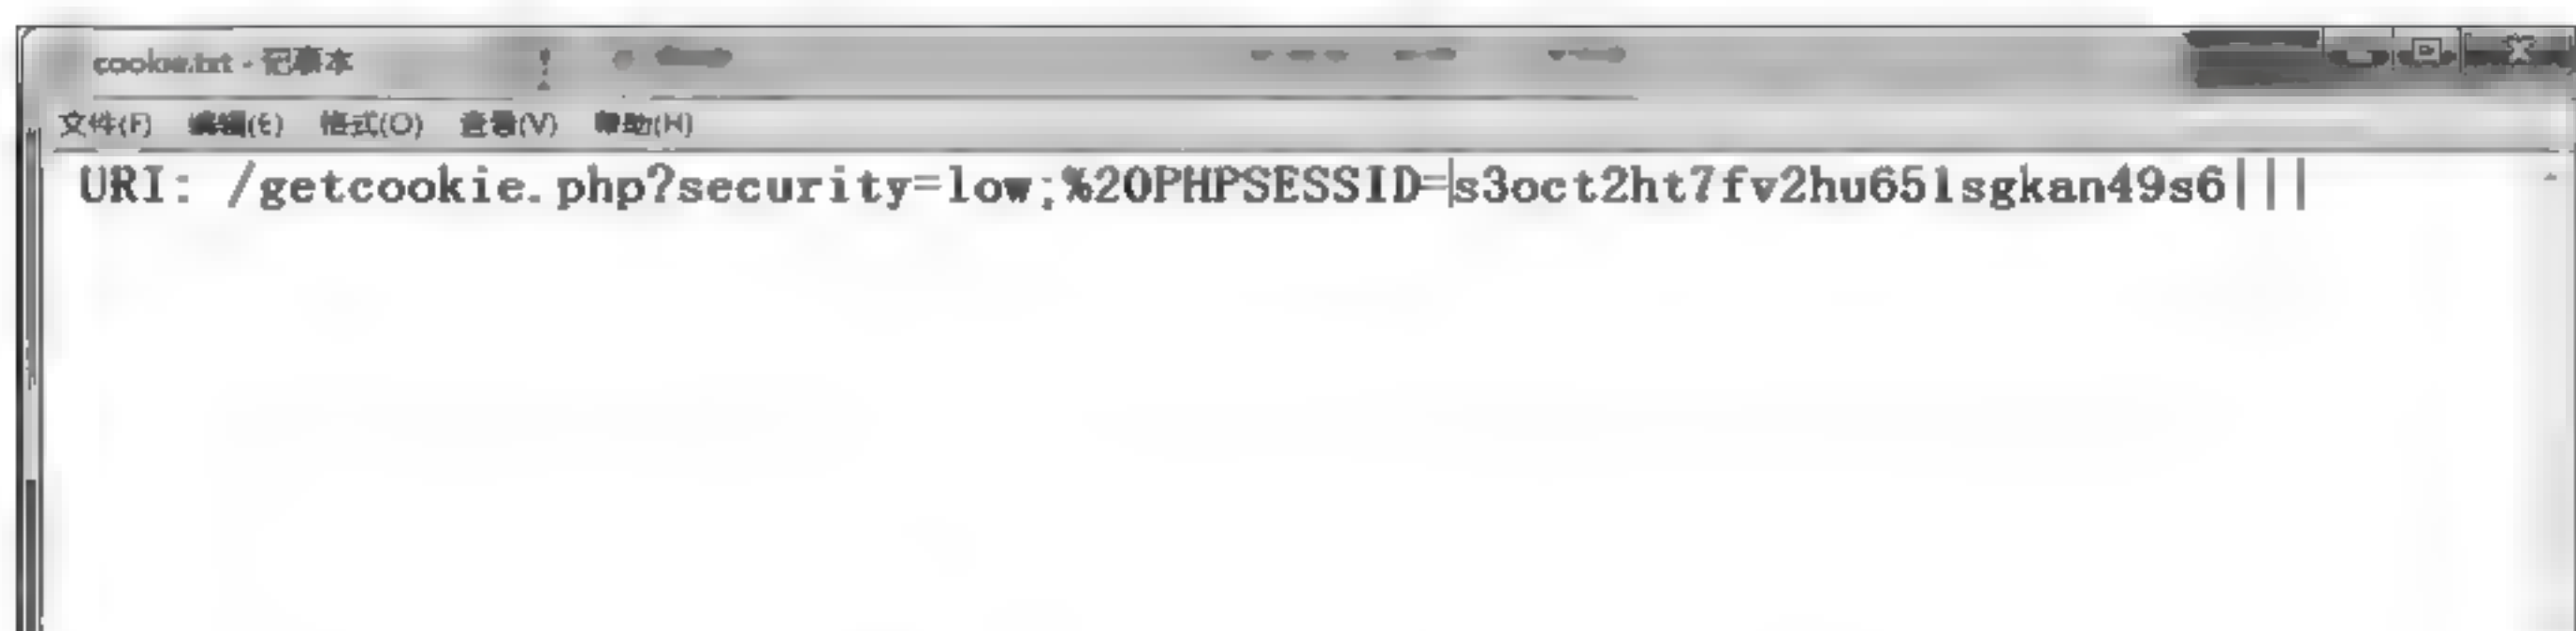 cookie.txt - 记事本
文件(F) 编辑(E) 格式(O) 查看(V) 帮助(H)
URI: /getcookie.php?security=low;%20PHPSESSID=s3oct2ht7fv2hu651sgkan49s6|||